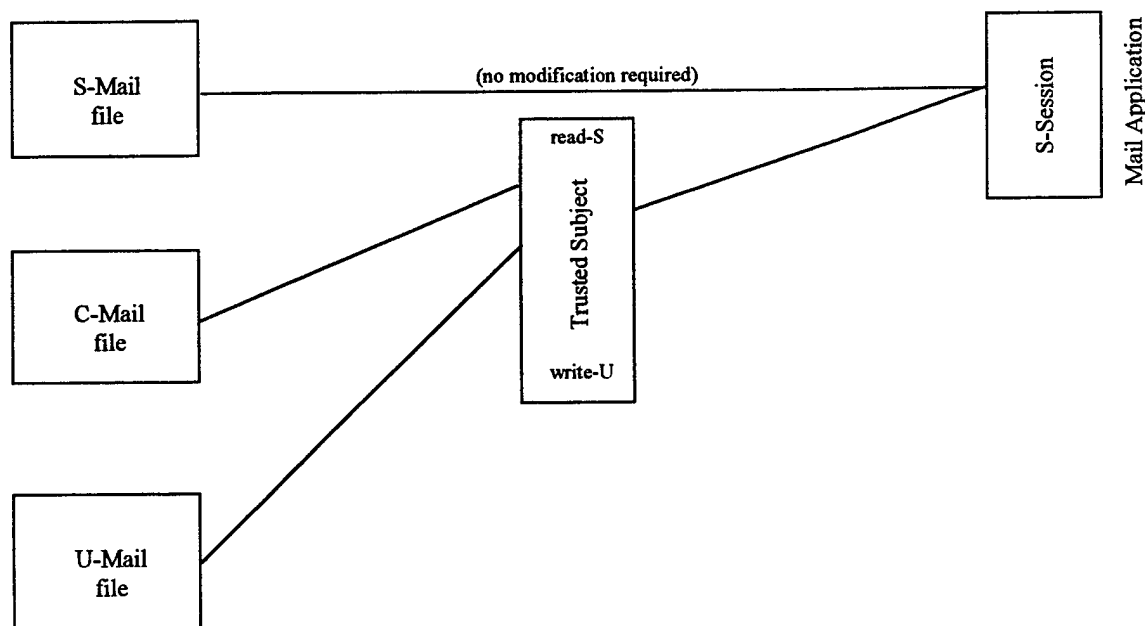 S-Mail
file
(no modification required)
S-Session
Mail Application
read-S
Trusted Subject
write-U
C-Mail
file
U-Mail
file